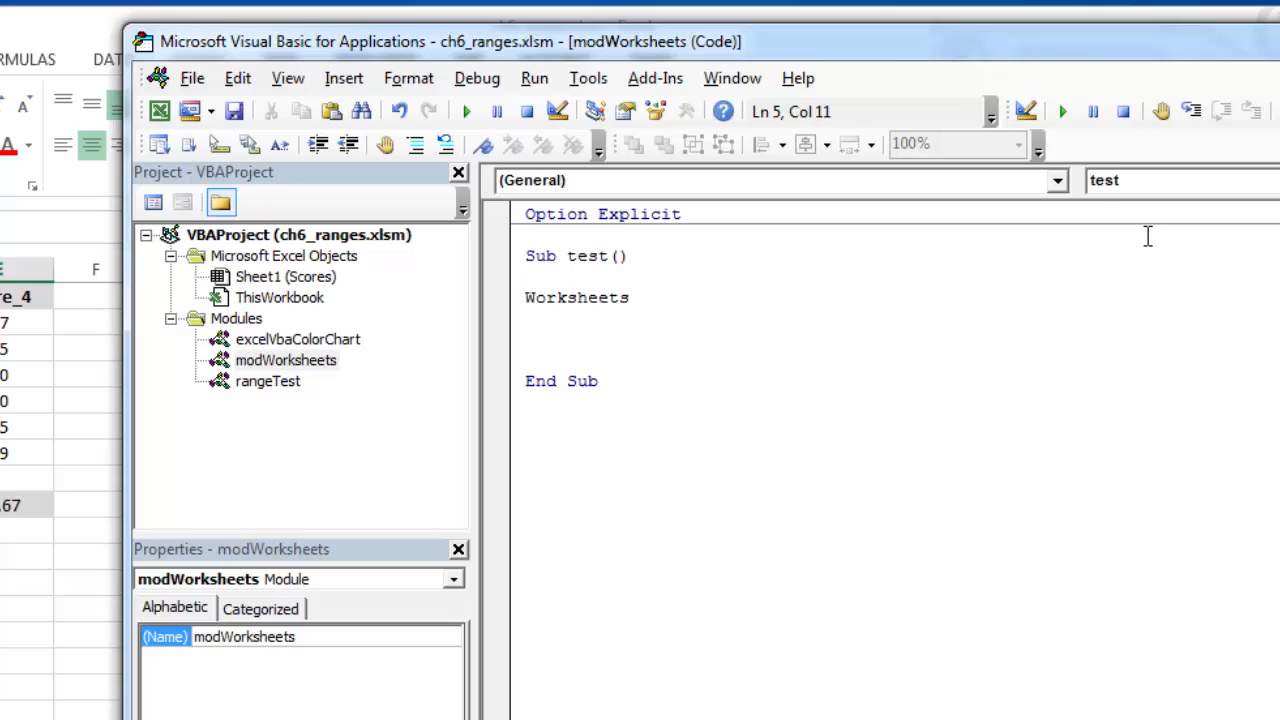 Microsoft Visual Basic for Applications - ch6_ranges.xlsm - [modWorksheets (Code)]
RMULAS DAT
File Edit View Insert Format Debug Run Tools Add-Ins Window Help
A
Ln 5, Col 11
A
100%
Project - VBAProject
(General) test
VBAProject (ch6_ranges.xlsm)
Microsoft Excel Objects
Sheet1 (Scores)
ThisWorkbook
Modules
excelVbaColorChart
modWorksheets
rangeTest
Option Explicit
Sub test()
Worksheets
End Sub
E F
re_4
7
5
0
0
5
9
.67
Properties - modWorksheets
modWorksheets Module
Alphabetic Categorized
(Name) modWorksheets